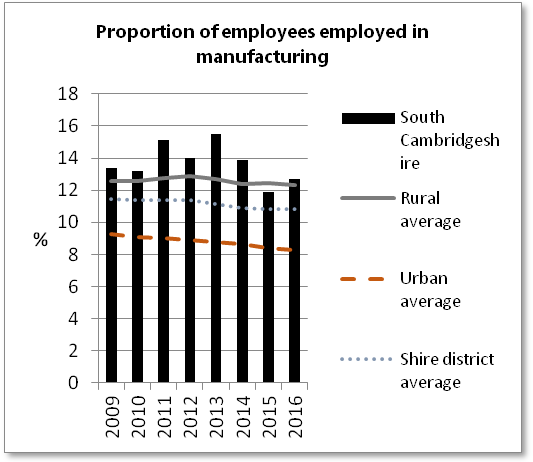 Proportion of employees employed in
manufacturing
18
16
14
12
10
8
6
4
2
0
%
2009
2010
2011
2012
2013
2014
2015
2016
South
Cambridgesh
ire
Rural
average
Urban
average
Shire district
average